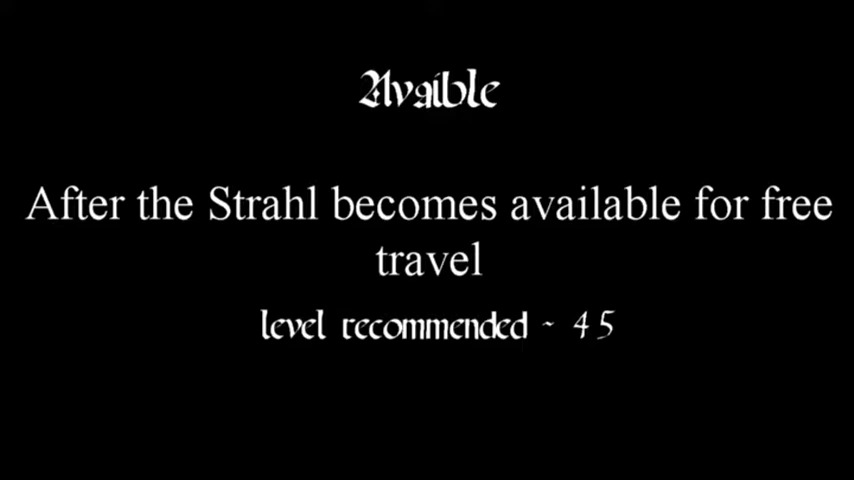 Avaible
After the Strahl becomes available for free
travel
level recommended ~ 45